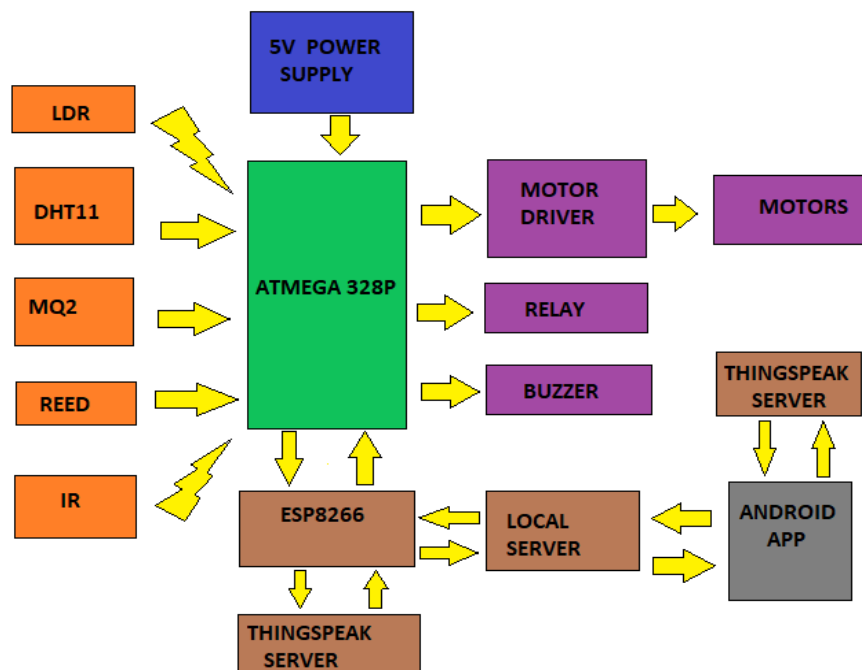 5V POWER
SUPPLY
LDR
DHT11
MQ2
REED
IR
ATMEGA 328P
MOTOR
DRIVER
MOTORS
RELAY
BUZZER
THINGSPEAK
SERVER
ESP8266
LOCAL
SERVER
ANDROID
APP
THINGSPEAK
SERVER